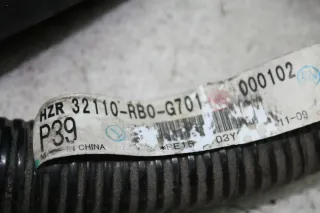 HZR 32110-RB0-G701 000102
P39
CHINA 03Y 11-09